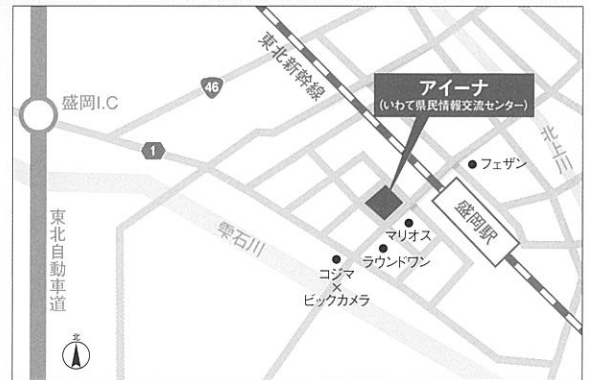 東北新幹線
46
アイーナ
(いわて県民情報交流センター)
盛岡I.C
1
北上川
フェザン
盛岡駅
マリオス
ラウンドワン
雫石川
コジマ
×
ビックカメラ
東北自動車道
北